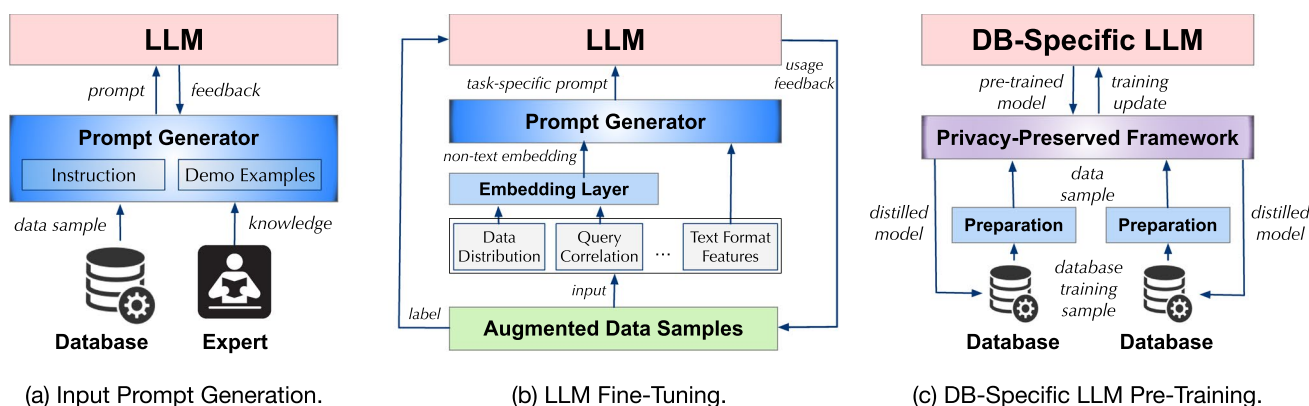 LLM
prompt
feedback
Prompt Generator
Instruction
Demo Examples
data sample
knowledge
Database
Expert
(a) Input Prompt Generation.
LLM
usage
feedback
task-specific prompt
Prompt Generator
non-text embedding
Embedding Layer
Data
Distribution
Query
Correlation
...
Text Format
Features
input
label
Augmented Data Samples
(b) LLM Fine-Tuning.
DB-Specific LLM
pre-trained
model
training
update
Privacy-Preserved Framework
data
sample
distilled
model
Preparation
Preparation
distilled
model
database
training
sample
Database
Database
(c) DB-Specific LLM Pre-Training.